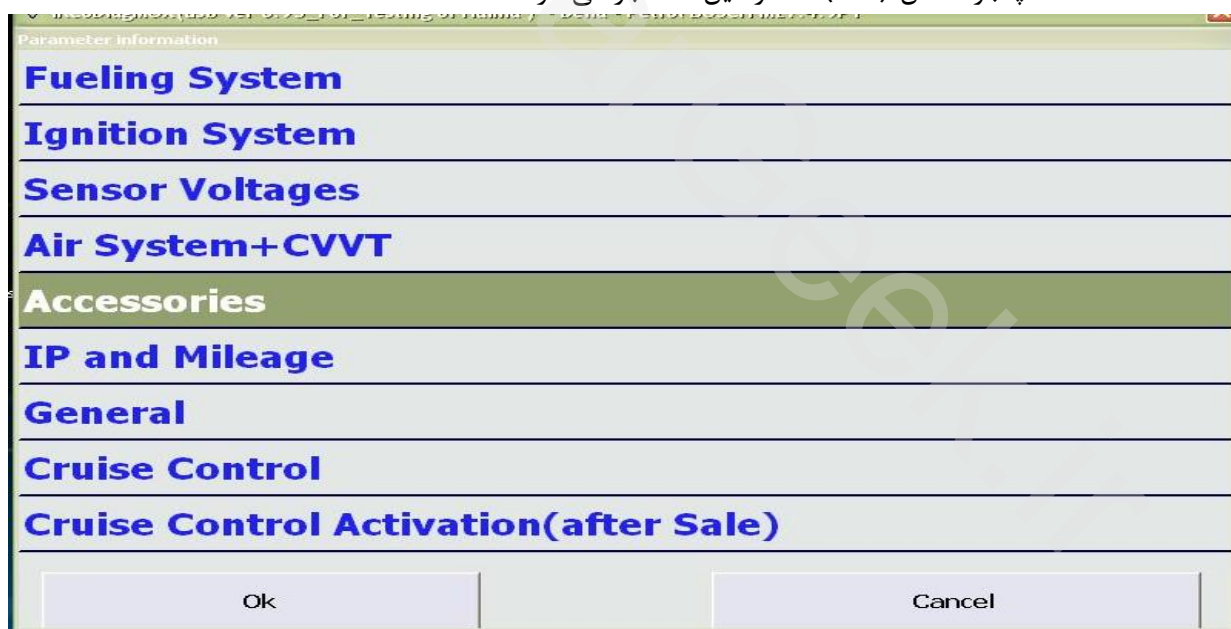 Parameter information
Fueling System
Ignition System
Sensor Voltages
Air System+CVVT
Accessories
IP and Mileage
General
Cruise Control
Cruise Control Activation(after Sale)
Ok Cancel